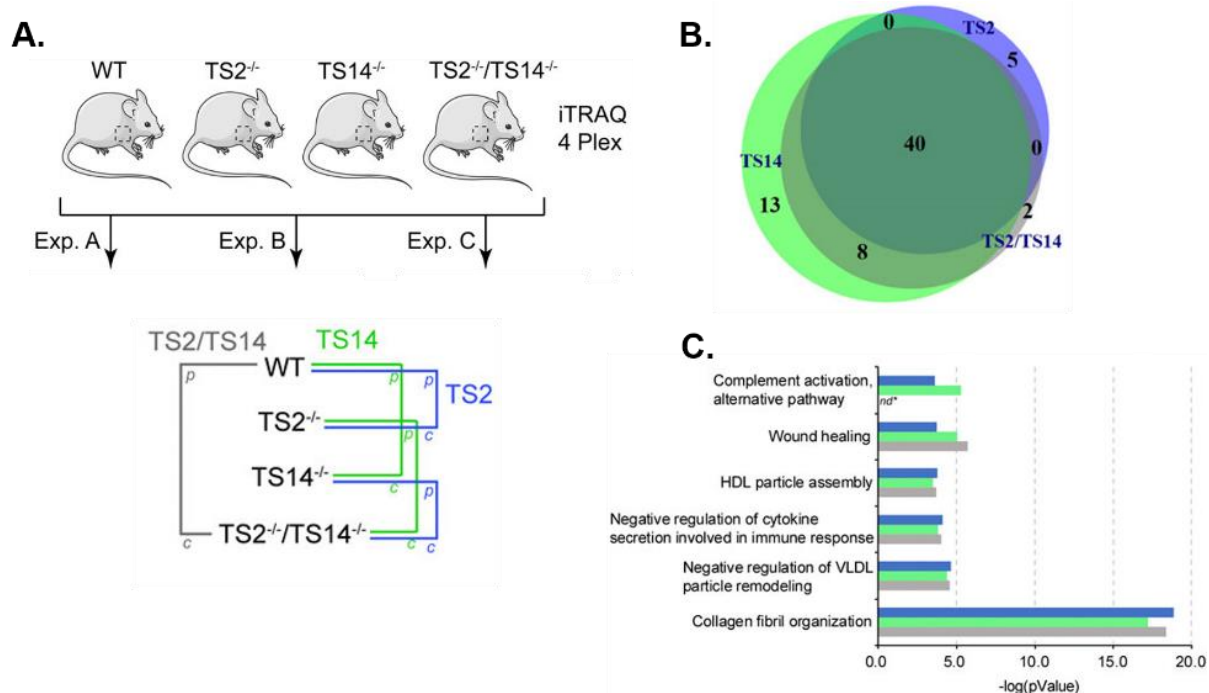 A.
WT
TS2-/-
TS14-/-
TS2-/-/TS14-/-
iTRAQ
4 Plex
Exp. A
Exp. B
Exp. C
TS2/TS14
TS14
WT
p
p
p
TS2
TS2-/-
p
c
TS14-/-
c
p
TS2-/-/TS14-/-
c
c
c
B.
0
TS2
5
TS14
40
0
13
2
8
TS2/TS14
C.
Complement activation,
alternative pathway
nd*
Wound healing
HDL particle assembly
Negative regulation of cytokine
secretion involved in immune response
Negative regulation of VLDL
particle remodeling
Collagen fibril organization
0.0 5.0 10.0 15.0 20.0
-log(pValue)